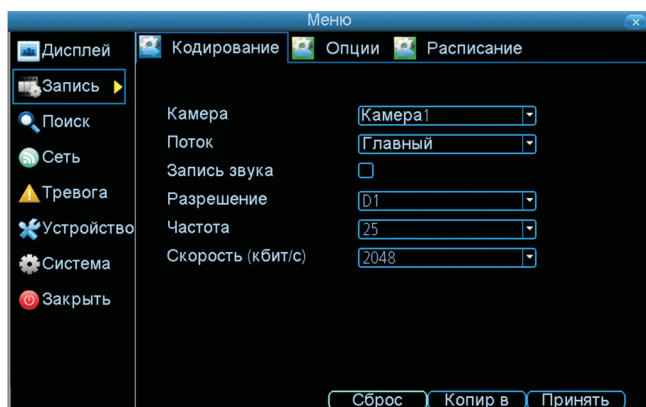 Меню
Дисплей
Запись
Поиск
Сеть
Тревога
Устройство
Система
Закрыть
Кодирование Опции Расписание
Камера Камера1
Поток Главный
Запись звука
Разрешение D1
Частота 25
Скорость (кбит/с) 2048
Сброс Копир в Принять